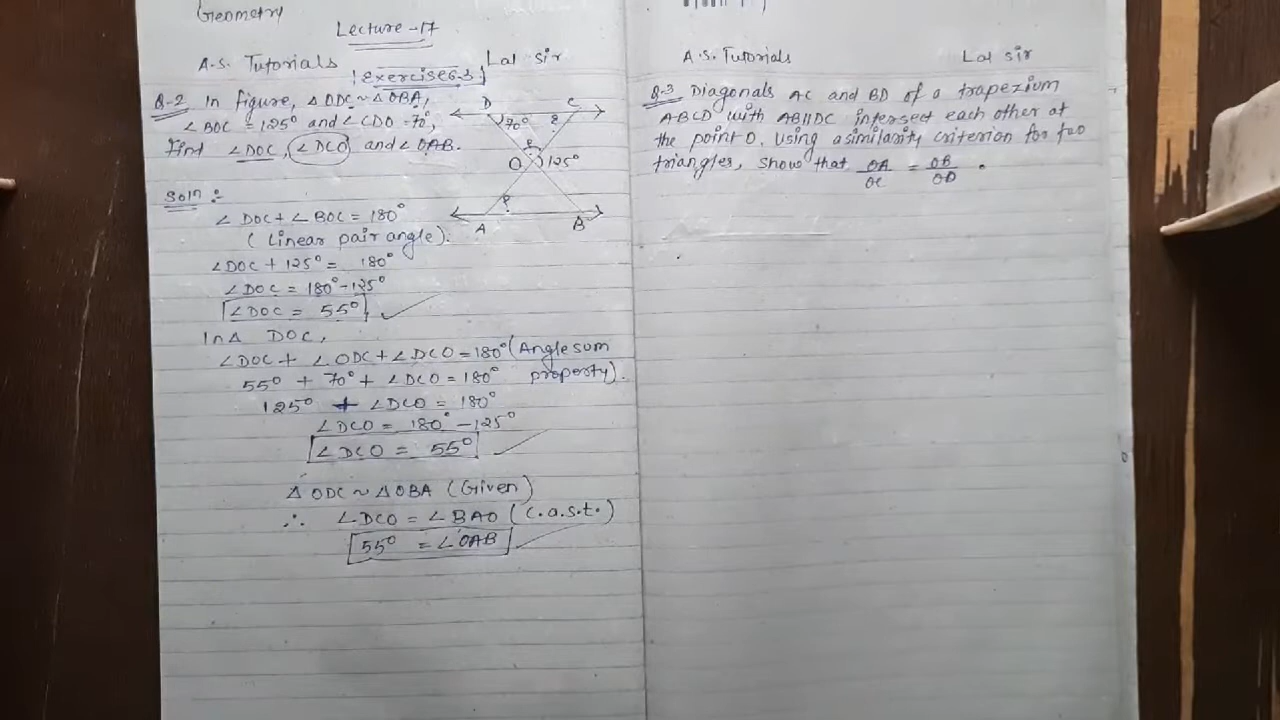 Geometry
Lecture -17
A.S. Tutorials Lal sir
Exercise 6.3
Q-2 In figure, △ODC ~ △OBA,
∠BOC = 125° and ∠CDO = 70°,
Find ∠DOC, ∠DCO and ∠OAB.
D C
70°
O 125°
A B
Soln :-
∠DOC + ∠BOC = 180°
(Linear pair angle).
∠DOC + 125° = 180°
∠DOC = 180° - 125°
∠DOC = 55°
In △ DOC,
∠DOC + ∠ODC + ∠DCO = 180° (Angle sum
55° + 70° + ∠DCO = 180° property).
125° + ∠DCO = 180°
∠DCO = 180° - 125°
∠DCO = 55°
△ODC ~ △OBA (Given)
∴ ∠DCO = ∠BAO (C.a.s.t.)
55° = ∠OAB
A.S. Tutorials Lal sir
Q-3 Diagonals AC and BD of a trapezium
ABCD with AB||DC intersect each other at
the point O. Using a similarity criterion for two
triangles, Show that OA/OC = OB/OD .